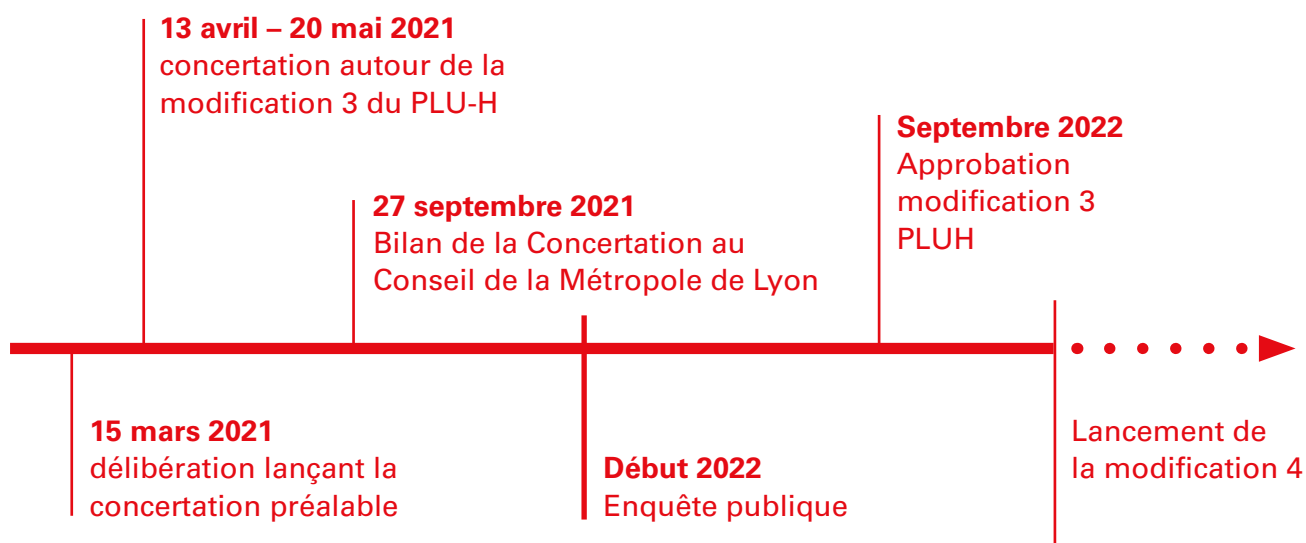 13 avril – 20 mai 2021
concertation autour de la
modification 3 du PLU-H
Septembre 2022
Approbation
modification 3
PLUH
27 septembre 2021
Bilan de la Concertation au
Conseil de la Métropole de Lyon
15 mars 2021
délibération lançant la
concertation préalable
Début 2022
Enquête publique
Lancement de
la modification 4